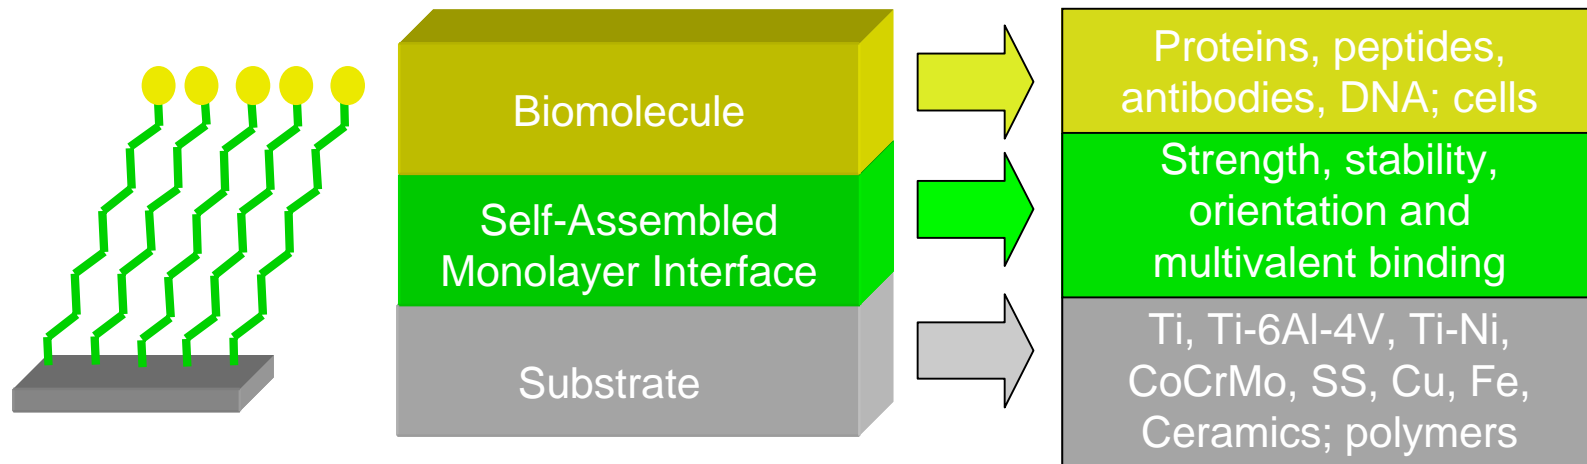 Biomolecule
Self-Assembled
Monolayer Interface
Substrate
Proteins, peptides,
antibodies, DNA; cells
Strength, stability,
orientation and
multivalent binding
Ti, Ti-6Al-4V, Ti-Ni,
CoCrMo, SS, Cu, Fe,
Ceramics; polymers